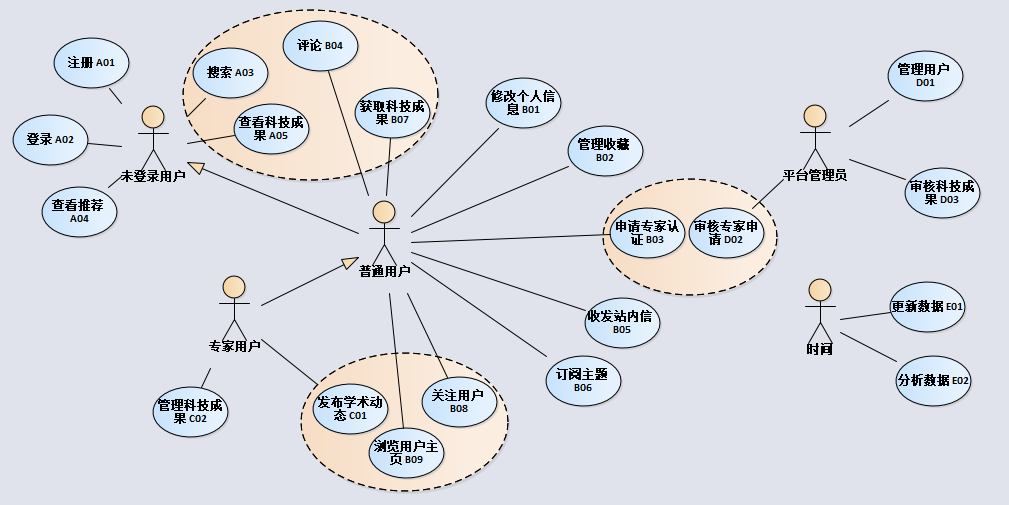 注册 A01
登录 A02
查看推荐
A04
未登录用户
搜索 A03
评论 B04
查看科技成
果 A05
获取科技成
果 B07
修改个人信
息 B01
管理收藏
B02
申请专家认
证 B03
审核专家申
请 D02
普通用户
收发站内信
B05
订阅主题
B06
专家用户
管理科技成
果 C02
发布学术动
态 C01
关注用户
B08
浏览用户主
页 B09
平台管理员
管理用户
D01
审核科技成
果 D03
时间
更新数据 E01
分析数据 E02